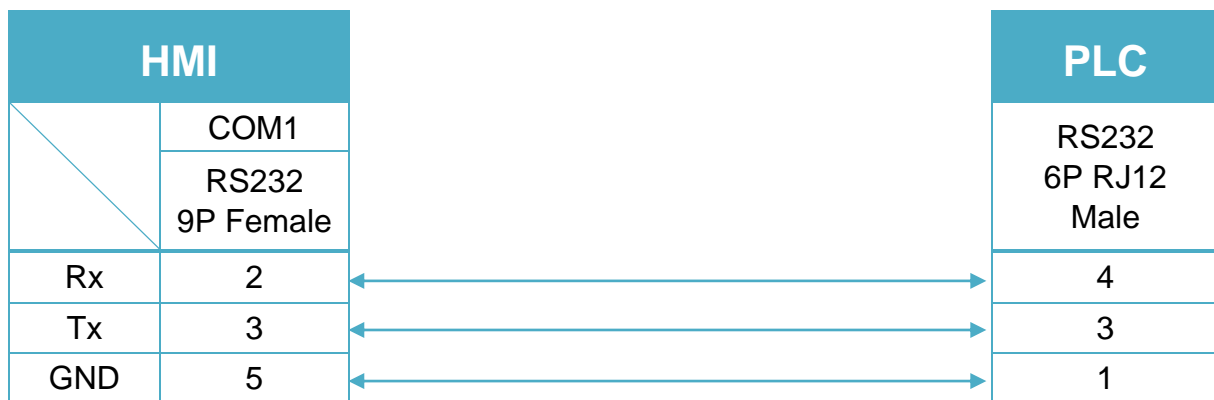 HMI
PLC
COM1
RS232
9P Female
RS232
6P RJ12
Male
Rx 2 4
Tx 3 3
GND 5 1